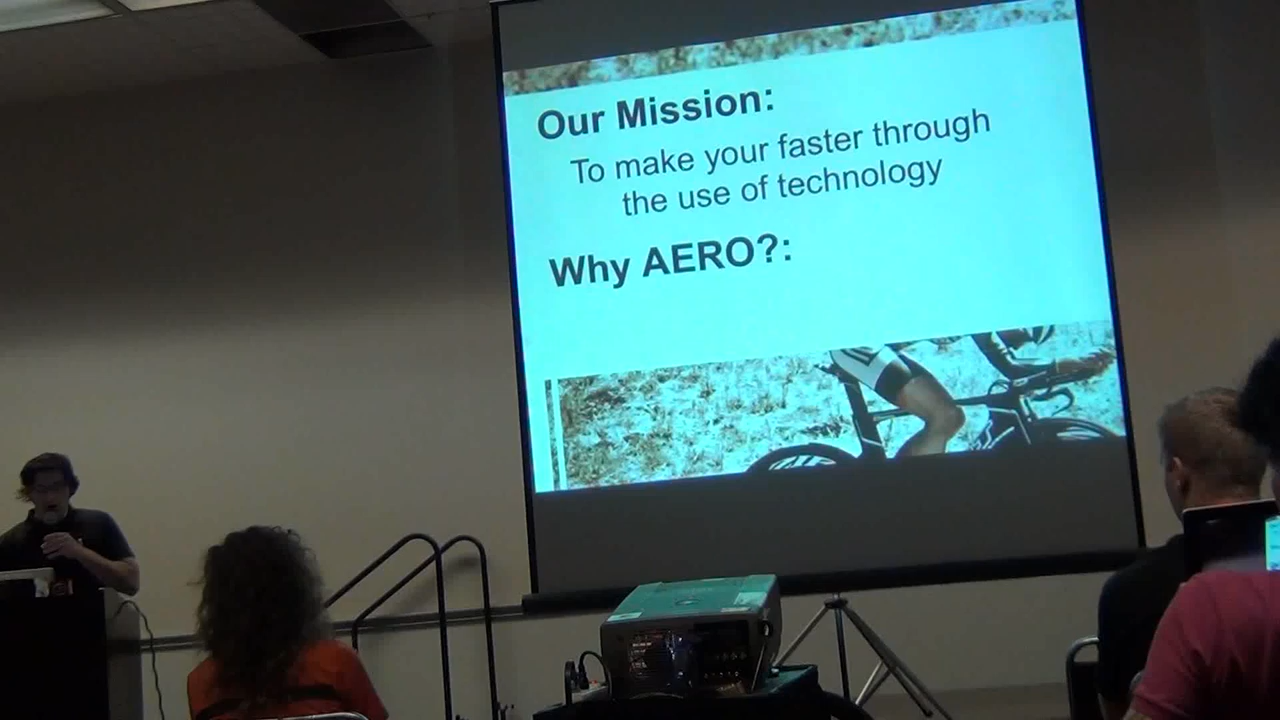 Our Mission:
To make your faster through
the use of technology
Why AERO?: